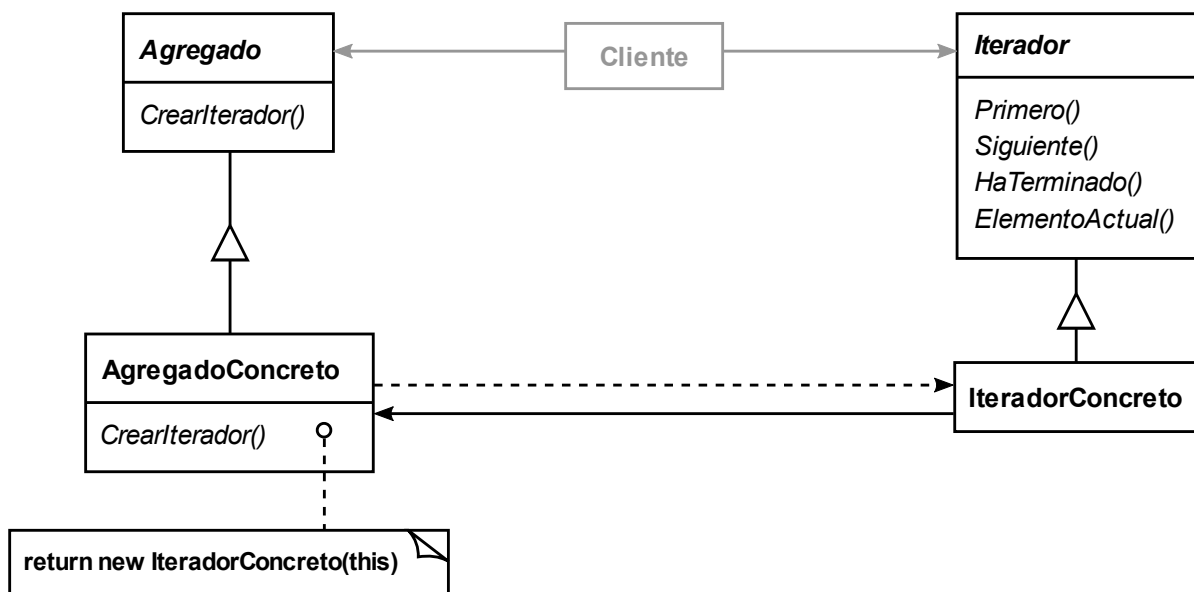 Agregado
CrearIterador()
Cliente
Iterador
Primero()
Siguiente()
HaTerminado()
ElementoActual()
AgregadoConcreto
CrearIterador()
IteradorConcreto
return new IteradorConcreto(this)